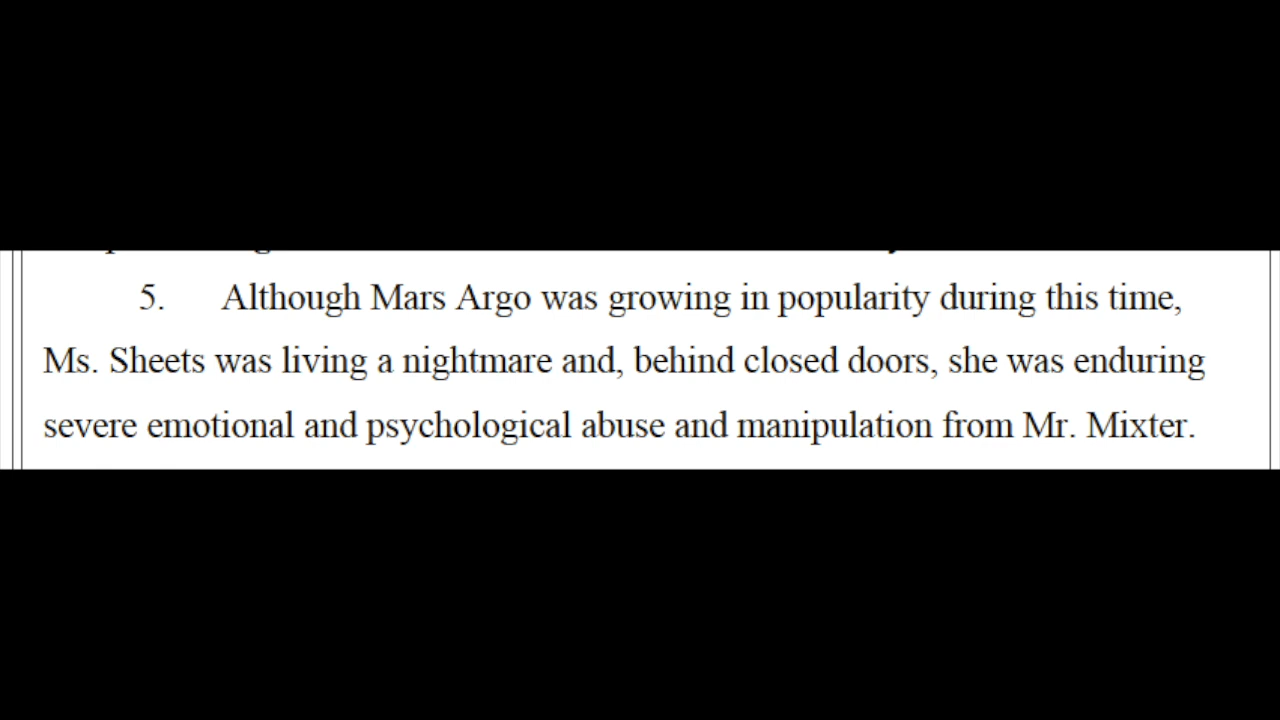 5. Although Mars Argo was growing in popularity during this time,
Ms. Sheets was living a nightmare and, behind closed doors, she was enduring
severe emotional and psychological abuse and manipulation from Mr. Mixter.